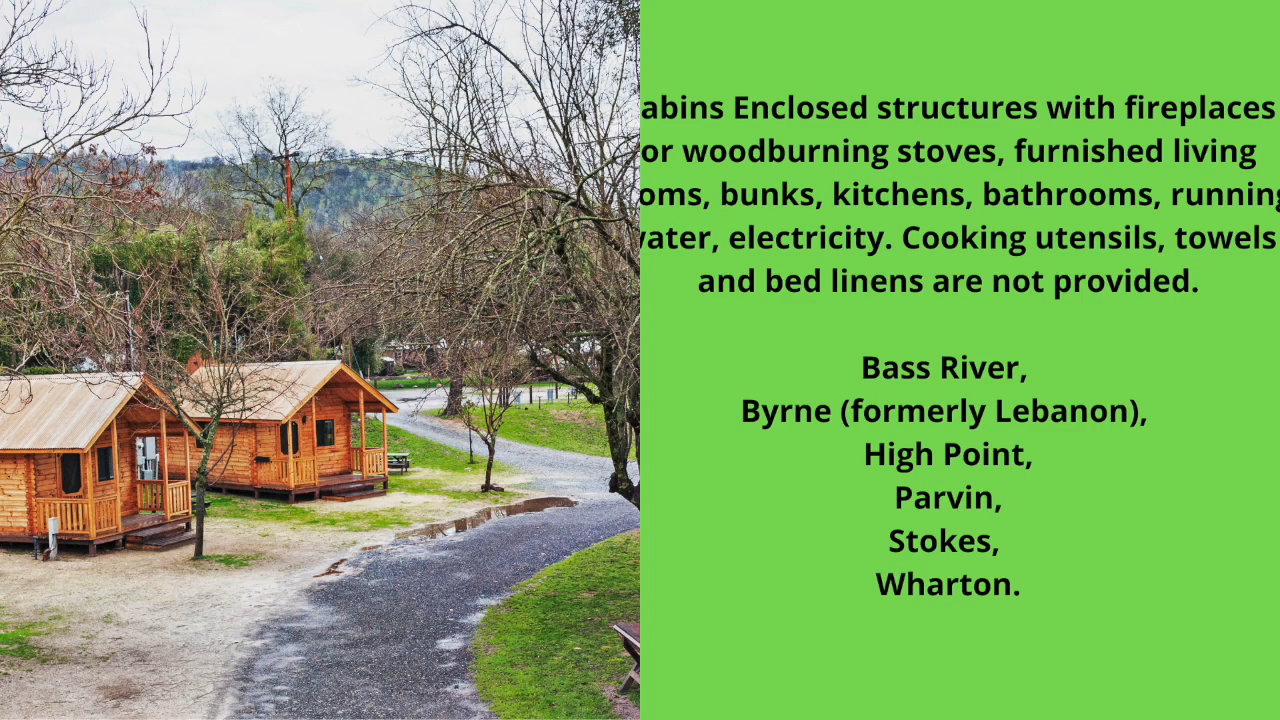 abins Enclosed structures with fireplaces
or woodburning stoves, furnished living
oms, bunks, kitchens, bathrooms, running
ater, electricity. Cooking utensils, towels
and bed linens are not provided.
Bass River,
Byrne (formerly Lebanon),
High Point,
Parvin,
Stokes,
Wharton.